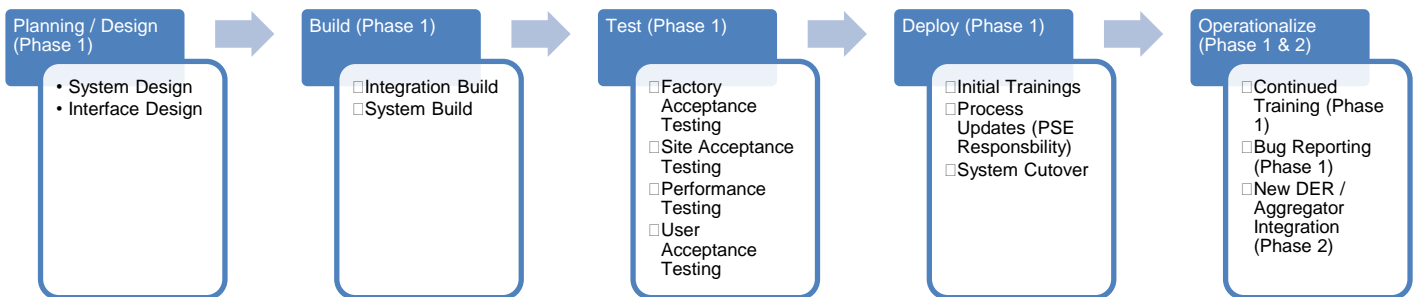 Planning / Design
(Phase 1)
• System Design
• Interface Design
Build (Phase 1)
□Integration Build
□System Build
Test (Phase 1)
□Factory
Acceptance
Testing
□Site Acceptance
Testing
□Performance
Testing
□User
Acceptance
Testing
Deploy (Phase 1)
□Initial Trainings
□Process
Updates (PSE
Responsbility)
□System Cutover
Operationalize
(Phase 1 & 2)
□Continued
Training (Phase
1)
□Bug Reporting
(Phase 1)
□New DER /
Aggregator
Integration
(Phase 2)